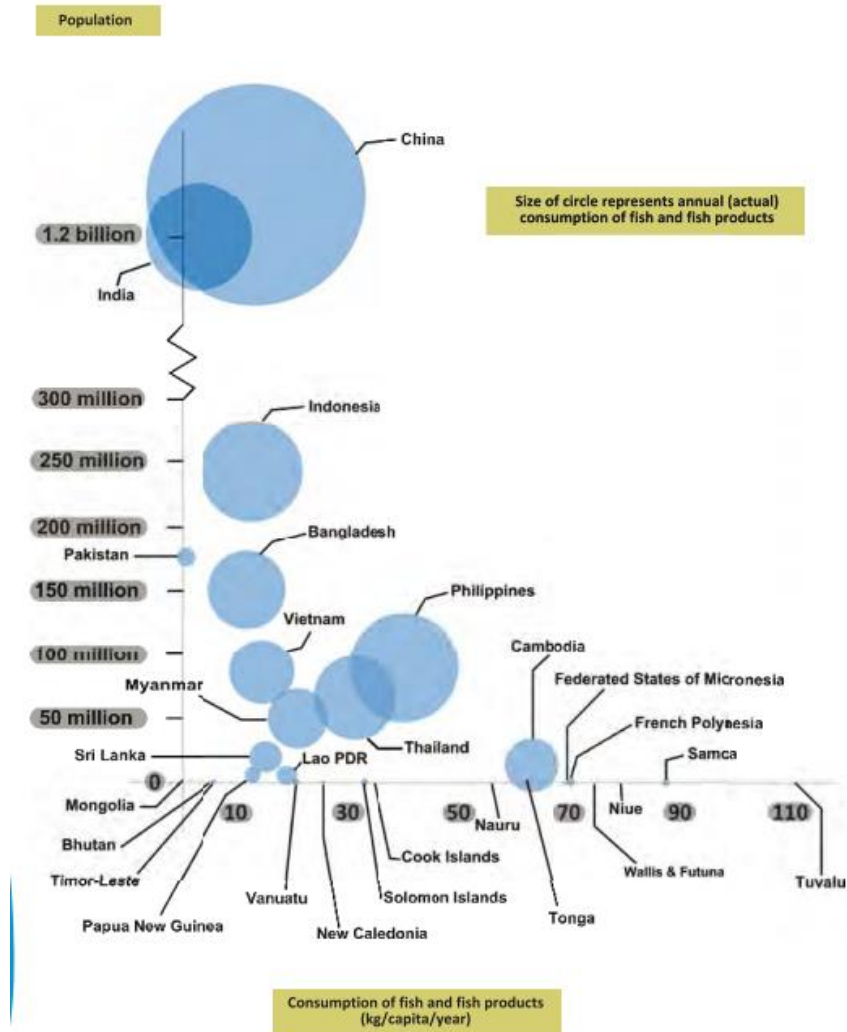 Population
China
Size of circle represents annual (actual)
consumption of fish and fish products
1.2 billion
India
300 million
Indonesia
250 million
200 million
Bangladesh
Pakistan
150 million
Philippines
Vietnam
100 million
Cambodia
Myanmar
Federated States of Micronesia
50 million
French Polynesia
Thailand
Sri Lanka
Lao PDR
Samca
0
Mongolia
10
30
50
70
90
110
Nauru
Niue
Bhutan
Cook Islands
Wallis & Futuna
Timor-Leste
Tuvalu
Vanuatu
Solomon Islands
Papua New Guinea
New Caledonia
Tonga
Consumption of fish and fish products
(kg/capita/year)